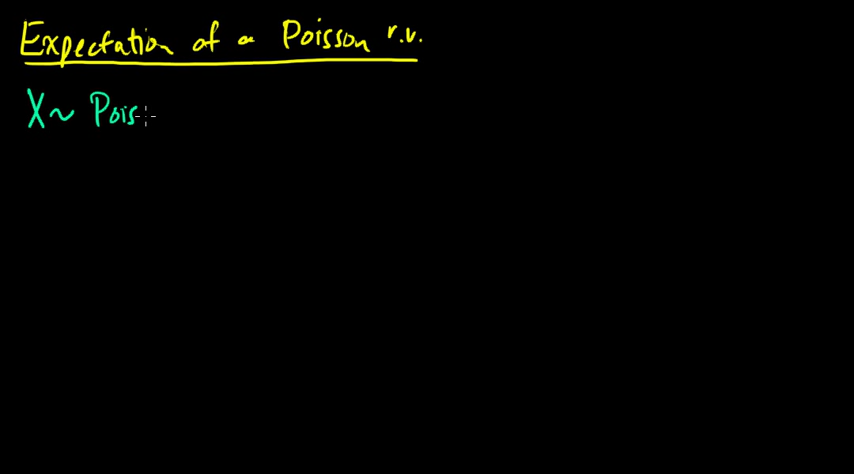 Expectation of a Poisson r.v.
X ~ Pois